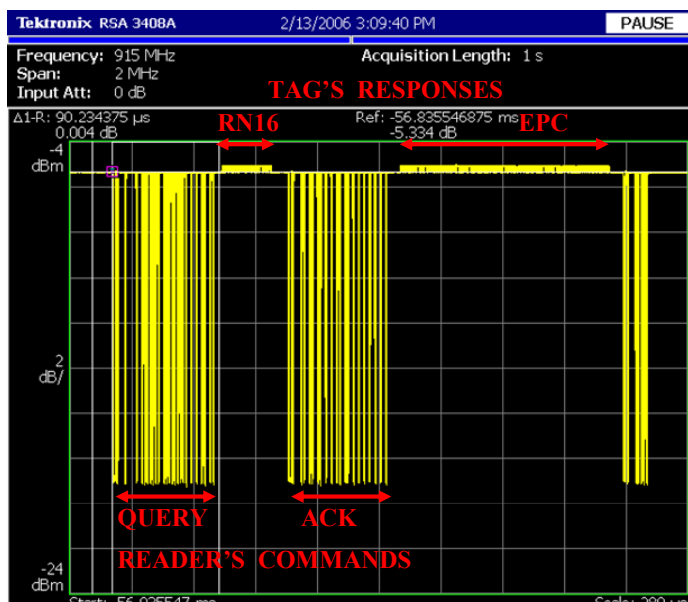 Tektronix RSA 3408A 2/13/2006 3:09:40 PM PAUSE
Frequency: 915 MHz Acquisition Length: 1 s
Span: 2 MHz
Input Att: 0 dB
TAG'S RESPONSES
Δ1-R: 90.234375 µs Ref: -56.835546875 ms
0.004 dB -5.334 dB
RN16 EPC
-4
dBm
2
dB/
QUERY ACK
READER'S COMMANDS
-24
dBm
Start: ms